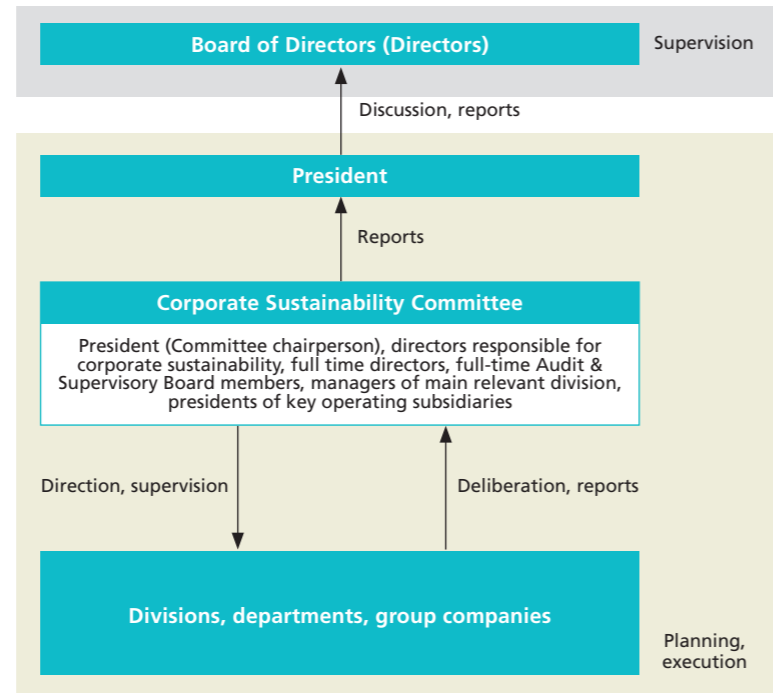 Board of Directors (Directors)
Supervision
Discussion, reports
President
Reports
Corporate Sustainability Committee
President (Committee chairperson), directors responsible for
corporate sustainability, full time directors, full-time Audit &
Supervisory Board members, managers of main relevant division,
presidents of key operating subsidiaries
Direction, supervision
Deliberation, reports
Divisions, departments, group companies
Planning,
execution